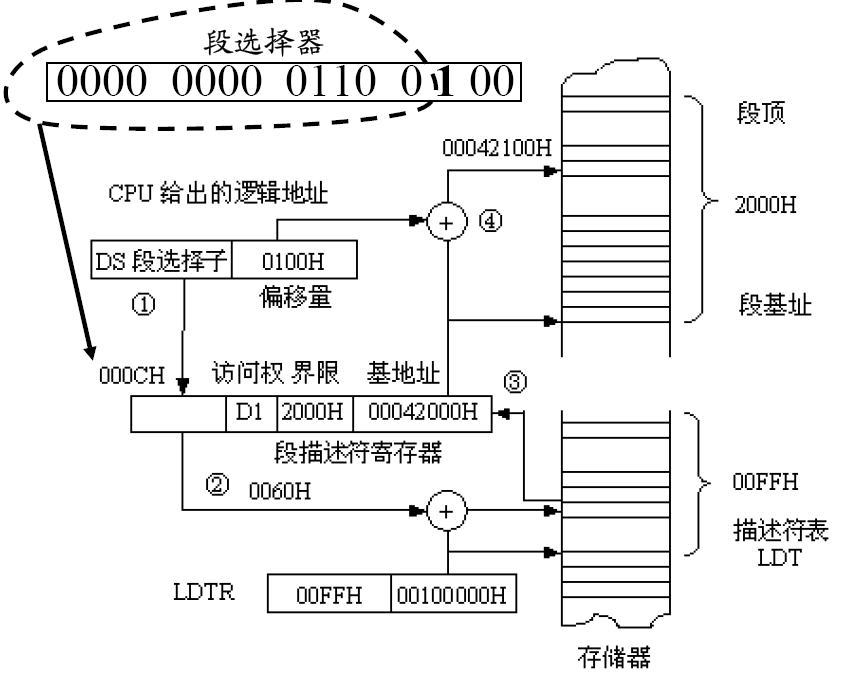 段选择器
0000 0000 0110 0 1 00
00042100H
段顶
CPU 给出的逻辑地址
2000H
+
④
DS 段选择子
0100H
①
偏移量
段基址
000CH
访问权 界限 基地址
③
D1
2000H
00042000H
段描述符寄存器
②
0060H
00FFH
+
描述符表
LDT
LDTR
00FFH
00100000H
存储器